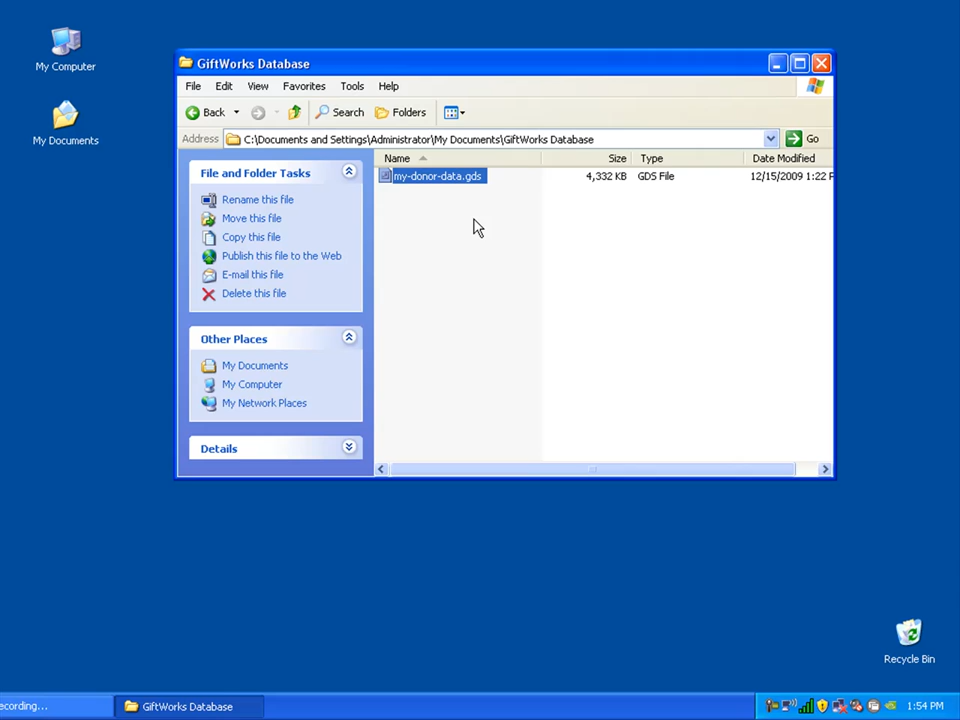 My Computer
My Documents
GiftWorks Database
File Edit View Favorites Tools Help
Back Search Folders
Address C:\Documents and Settings\Administrator\My Documents\GiftWorks Database Go
File and Folder Tasks
Rename this file
Move this file
Copy this file
Publish this file to the Web
E-mail this file
Delete this file
Other Places
My Documents
My Computer
My Network Places
Details
Name Size Type Date Modified
my-donor-data.gds 4,332 KB GDS File 12/15/2009 1:22 P
Recycle Bin
ecording... GiftWorks Database 1:54 PM